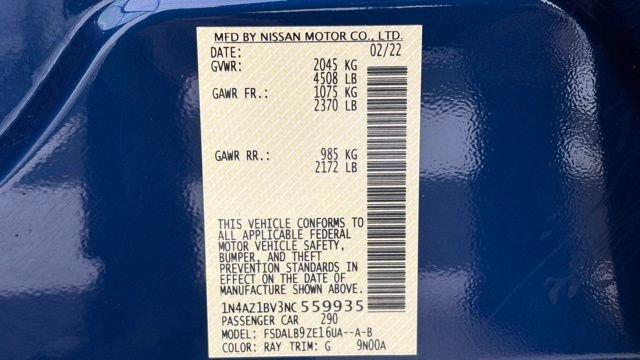 MFD BY NISSAN MOTOR CO., LTD.
DATE: 02/22
GVWR: 2045 KG
4508 LB
GAWR FR.: 1075 KG
2370 LB
GAWR RR.: 985 KG
2172 LB
THIS VEHICLE CONFORMS TO
ALL APPLICABLE FEDERAL
MOTOR VEHICLE SAFETY,
BUMPER, AND THEFT
PREVENTION STANDARDS IN
EFFECT ON THE DATE OF
MANUFACTURE SHOWN ABOVE.
1N4AZ1BV3NC 559935
PASSENGER CAR 290
MODEL: FSDALB9ZE16UA--A-B
COLOR: RAY TRIM: G 9N00A